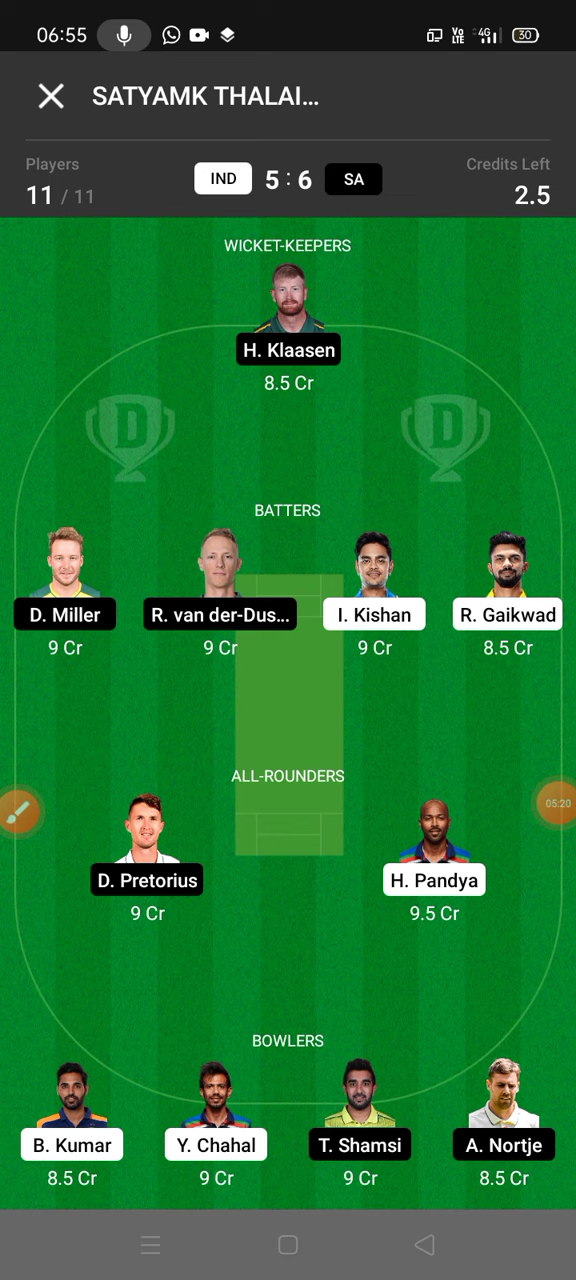 06:55
Vo LTE 4G 30
SATYAMK THALAI...
Players
11 / 11
IND 5 : 6 SA
Credits Left
2.5
WICKET-KEEPERS
H. Klaasen
8.5 Cr
D D
BATTERS
D. Miller R. van der-Dus... I. Kishan R. Gaikwad
9 Cr 9 Cr 9 Cr 8.5 Cr
ALL-ROUNDERS
05:20
D. Pretorius H. Pandya
9 Cr 9.5 Cr
BOWLERS
B. Kumar Y. Chahal T. Shamsi A. Nortje
8.5 Cr 9 Cr 9 Cr 8.5 Cr